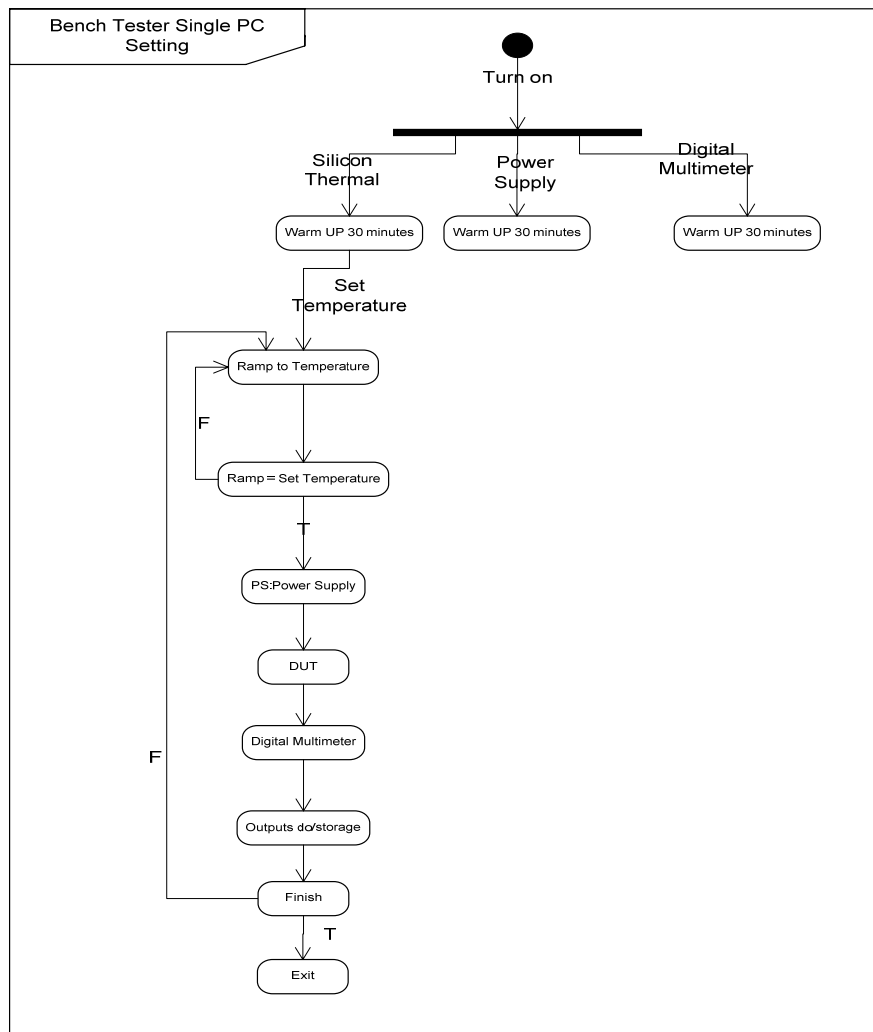 Bench Tester Single PC
Setting
Turn on
Silicon
Thermal
Power
Supply
Digital
Multimeter
Warm UP 30 minutes
Warm UP 30 minutes
Warm UP 30 minutes
Set
Temperature
Ramp to Temperature
F
Ramp = Set Temperature
T
PS:Power Supply
DUT
Digital Multimeter
F
Outputs do/storage
Finish
T
Exit